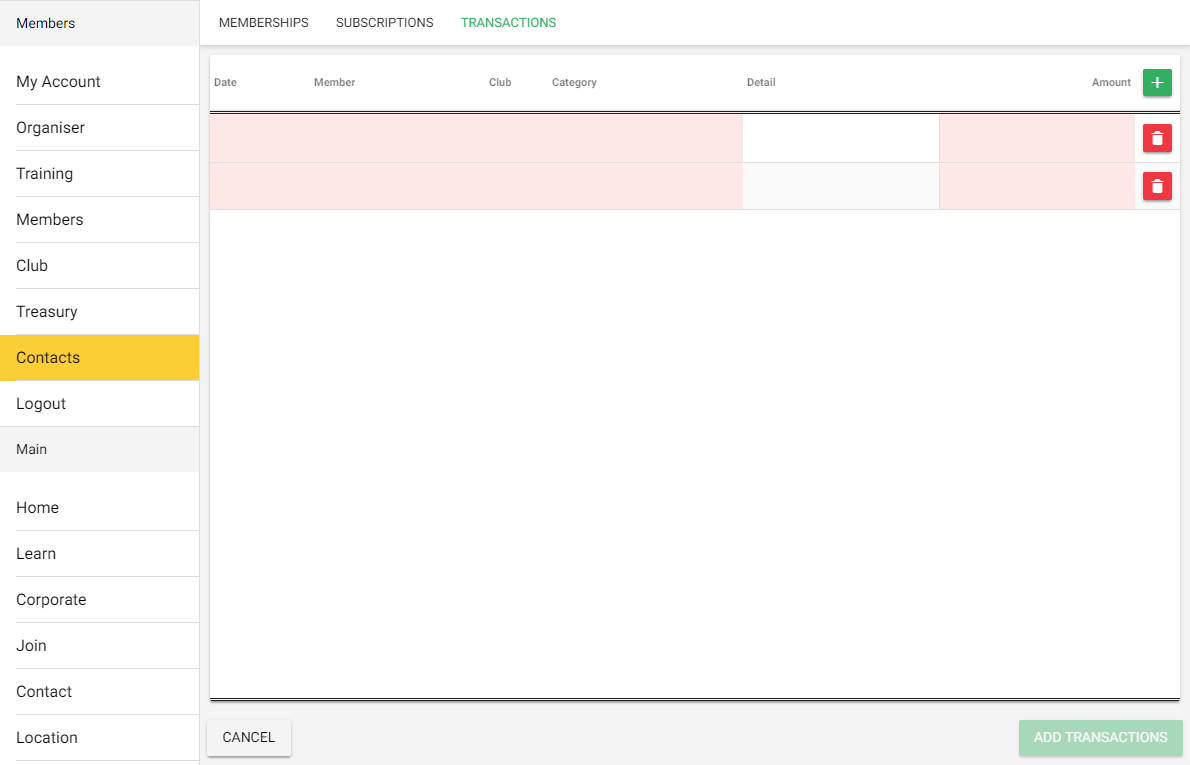 Members
My Account
Organiser
Training
Members
Club
Treasury
Contacts
Logout
Main
Home
Learn
Corporate
Join
Contact
Location
MEMBERSHIPS SUBSCRIPTIONS TRANSACTIONS
Date Member Club Category Detail Amount
CANCEL ADD TRANSACTIONS